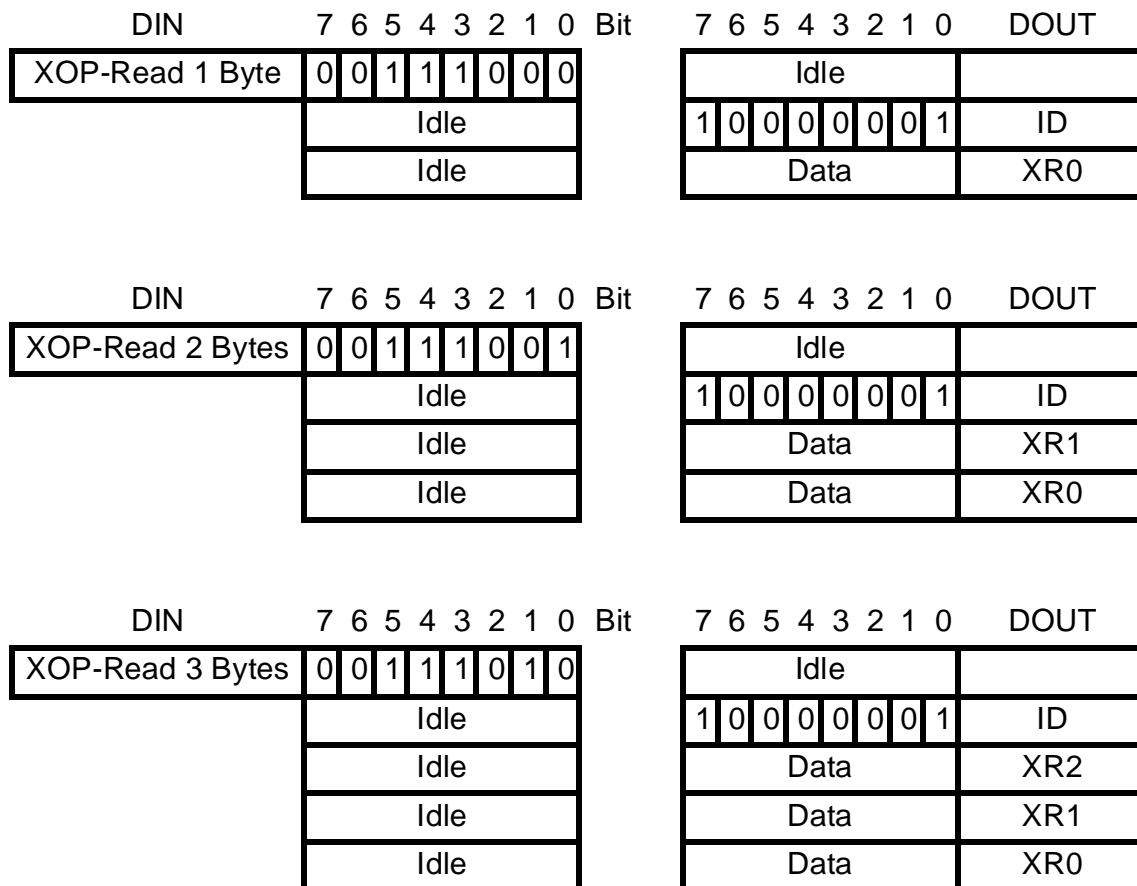 DIN 7 6 5 4 3 2 1 0 Bit 7 6 5 4 3 2 1 0 DOUT
XOP-Read 1 Byte 0 0 1 1 1 0 0 0 Idle
Idle 1 0 0 0 0 0 0 1 ID
Idle Data XR0
DIN 7 6 5 4 3 2 1 0 Bit 7 6 5 4 3 2 1 0 DOUT
XOP-Read 2 Bytes 0 0 1 1 1 0 0 1 Idle
Idle 1 0 0 0 0 0 0 1 ID
Idle Data XR1
Idle Data XR0
DIN 7 6 5 4 3 2 1 0 Bit 7 6 5 4 3 2 1 0 DOUT
XOP-Read 3 Bytes 0 0 1 1 1 0 1 0 Idle
Idle 1 0 0 0 0 0 0 1 ID
Idle Data XR2
Idle Data XR1
Idle Data XR0